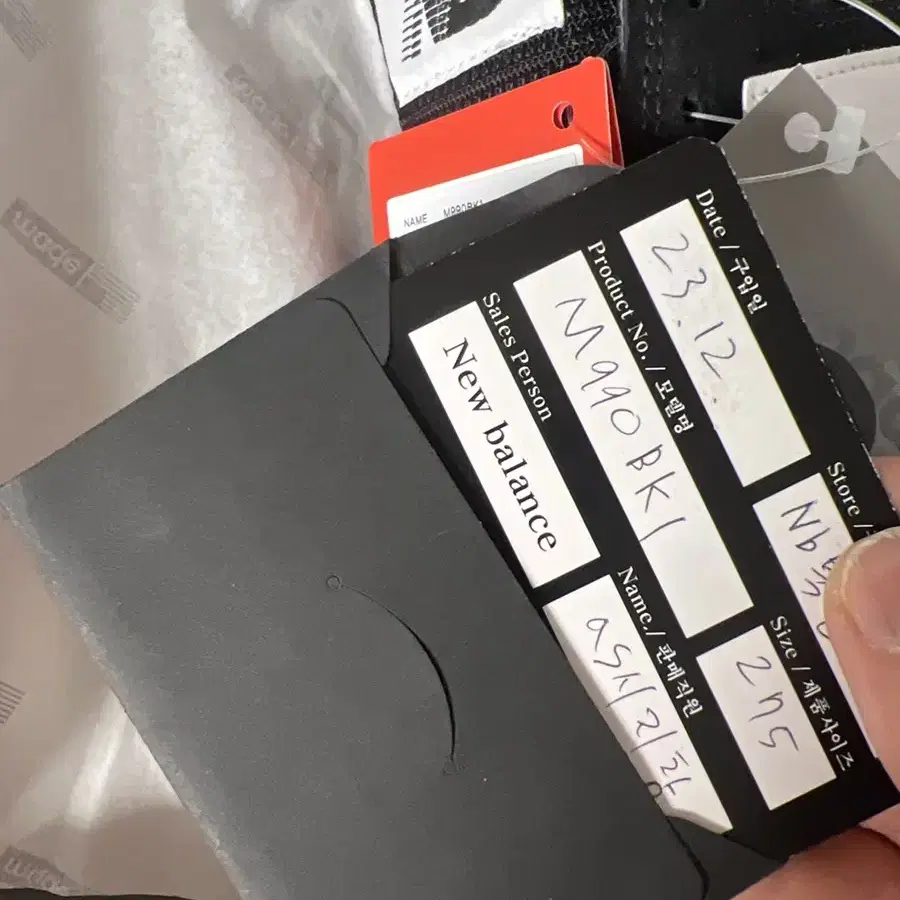 NAME M990BK1
Date / 구입일
23.12.
Store /
Nb
Product No. / 모델명
M990BK1
Size / 제품사이즈
275
Sales Person
New balance
Name./ 판매직원